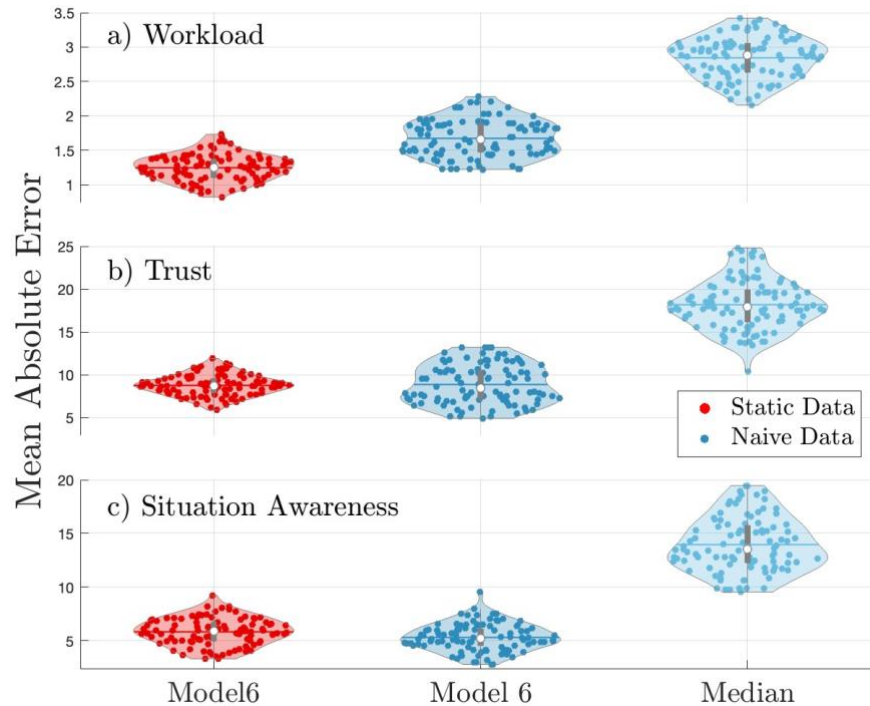 Mean Absolute Error
3.5
a) Workload
3
2.5
2
1.5
1
25
b) Trust
20
15
10
5
Static Data
Naive Data
20
c) Situation Awareness
15
10
5
Model6
Model 6
Median